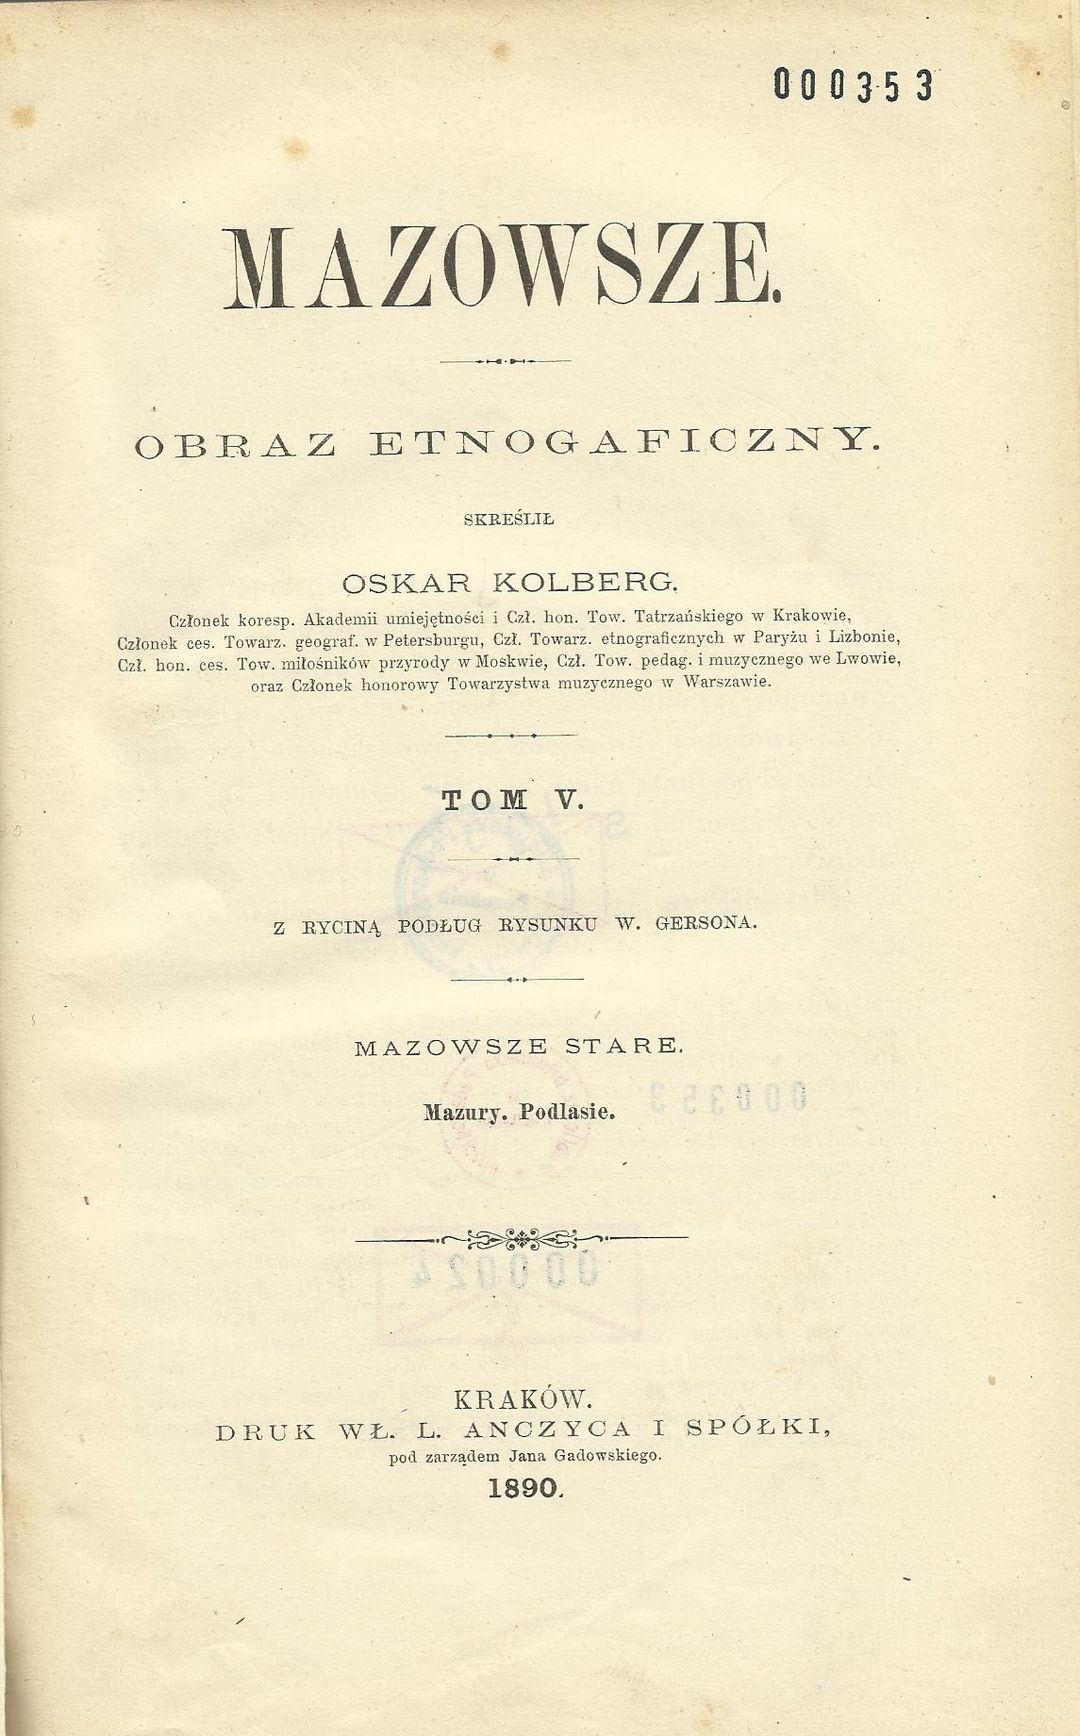 000353
MAZOWSZE.
OBRAZ ETNOGAFICZNY.
SKREŚLIŁ
OSKAR KOLBERG.
Członek koresp. Akademii umiejętności i Czł. hon. Tow. Tatrzańskiego w Krakowie,
Członek ces. Towarz. geograf. w Petersburgu, Czł. Towarz. etnograficznych w Paryżu i Lizbonie,
Czł. hon. ces. Tow. miłośników przyrody w Moskwie, Czł. Tow. pedag. i muzycznego we Lwowie,
oraz Członek honorowy Towarzystwa muzycznego w Warszawie.
TOM V.
Z RYCINĄ PODŁUG RYSUNKU W. GERSONA.
MAZOWSZE STARE.
Mazury. Podlasie.
000353
000024
KRAKÓW.
DRUK WŁ. L. ANCZYCA I SPÓŁKI,
pod zarządem Jana Gadowskiego.
1890.